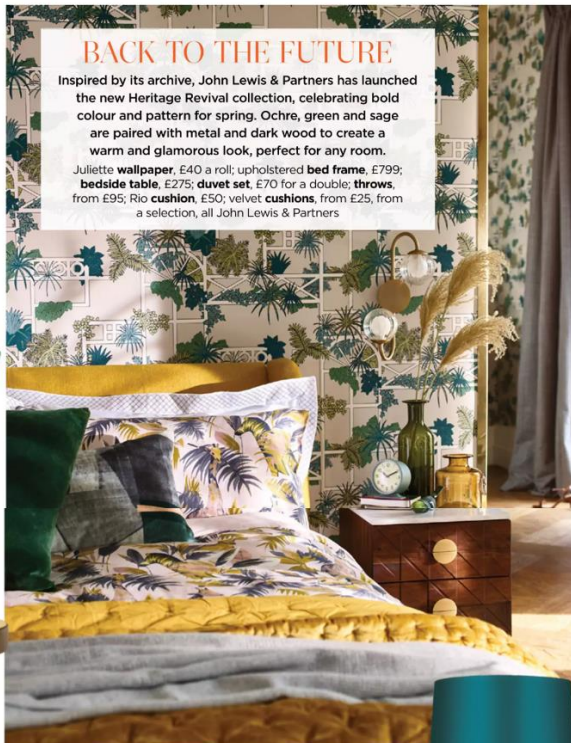 BACK TO THE FUTURE
Inspired by its archive, John Lewis & Partners has launched
the new Heritage Revival collection, celebrating bold
colour and pattern for spring. Ochre, green and sage
are paired with metal and dark wood to create a
warm and glamorous look, perfect for any room.
Juliette wallpaper, £40 a roll; upholstered bed frame, £799;
bedside table, £275; duvet set, £70 for a double; throws,
from £95; Rio cushion, £50; velvet cushions, from £25, from
a selection, all John Lewis & Partners